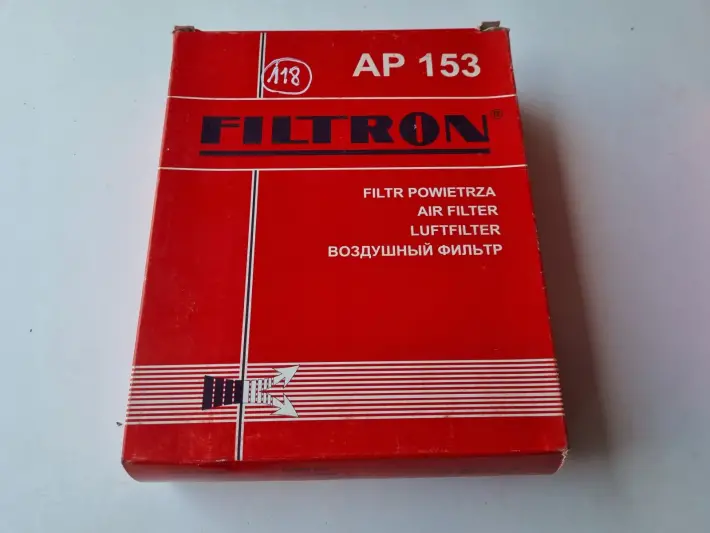 118
AP 153
FILTRON®
FILTR POWIETRZA
AIR FILTER
LUFTFILTER
ВОЗДУШНЫЙ ФИЛЬТР